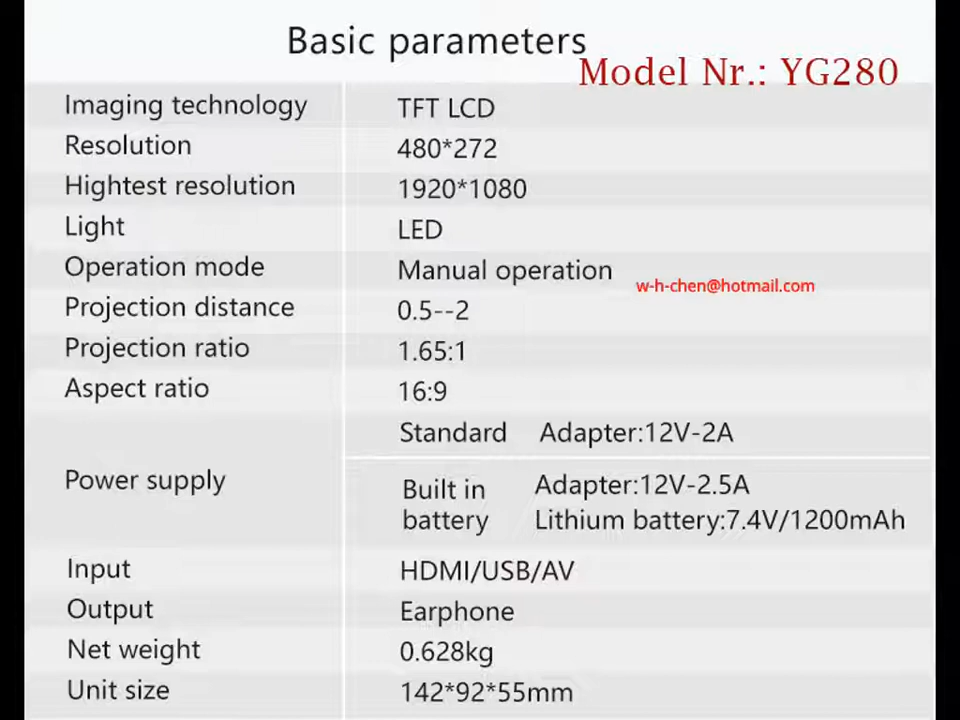 Basic parameters
Model Nr.: YG280
Imaging technology TFT LCD
Resolution 480*272
Hightest resolution 1920*1080
Light LED
Operation mode Manual operation
w-h-chen@hotmail.com
Projection distance 0.5--2
Projection ratio 1.65:1
Aspect ratio 16:9
Standard Adapter:12V-2A
Power supply
Built in Adapter:12V-2.5A
battery Lithium battery:7.4V/1200mAh
Input HDMI/USB/AV
Output Earphone
Net weight 0.628kg
Unit size 142*92*55mm